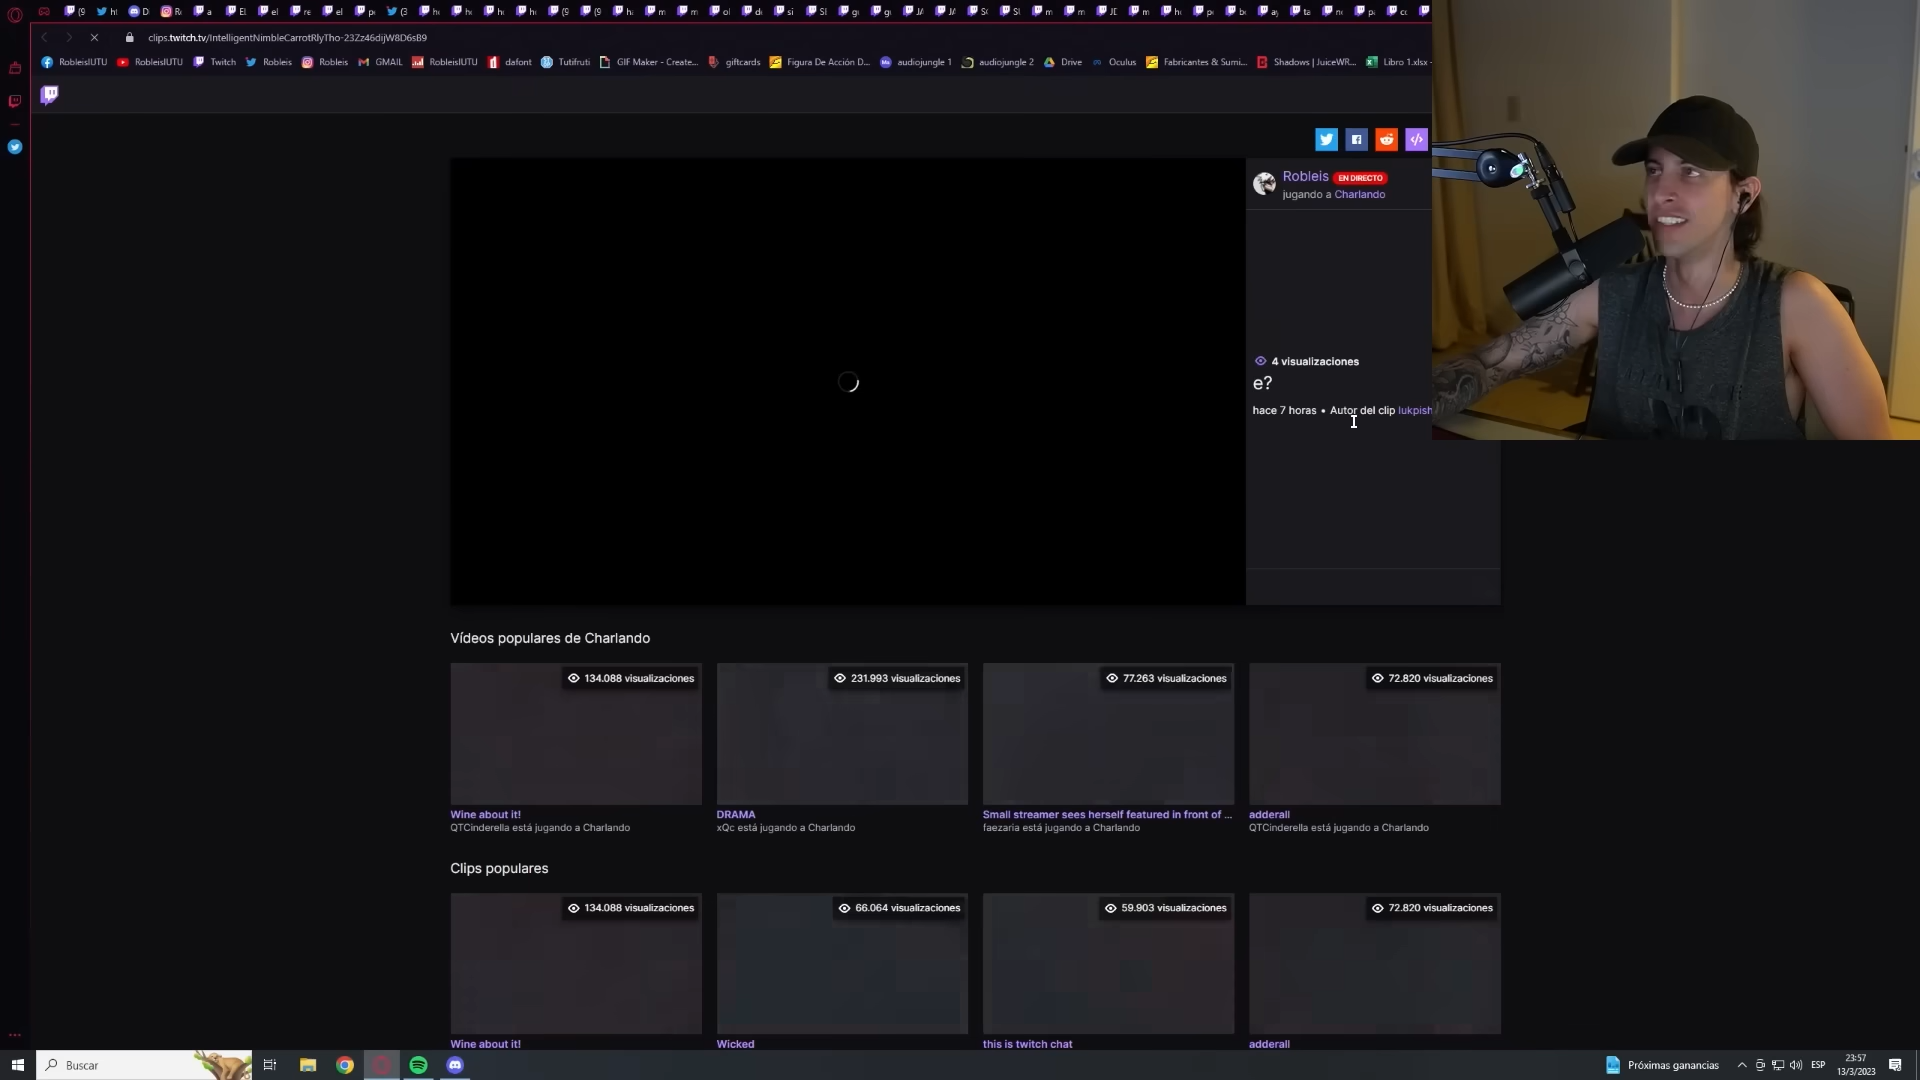 clips.twitch.tv/IntelligentNimbleCarrotRlyTho-23Zz46dijW8D6sB9
RobleisIUTU
RobleisIUTU
Twitch
Robleis
Robleis
GMAIL
RobleisIUTU
dafont
Tutifruti
GIF Maker - Create...
giftcards
Figura De Acción D...
audiojungle 1
audiojungle 2
Drive
Oculus
Fabricantes & Sumi...
Shadows | JuiceWR...
Libro 1.xlsx
Robleis EN DIRECTO
jugando a Charlando
4 visualizaciones
e?
hace 7 horas • Autor del clip lukpish
Vídeos populares de Charlando
134.088 visualizaciones
231.993 visualizaciones
77.263 visualizaciones
72.820 visualizaciones
Wine about it!
QTCinderella está jugando a Charlando
DRAMA
xQc está jugando a Charlando
Small streamer sees herself featured in front of ...
faezaria está jugando a Charlando
adderall
QTCinderella está jugando a Charlando
Clips populares
134.088 visualizaciones
66.064 visualizaciones
59.903 visualizaciones
72.820 visualizaciones
Wine about it!
Wicked
this is twitch chat
adderall
Buscar
Próximas ganancias
ESP
23:57
13/3/2023